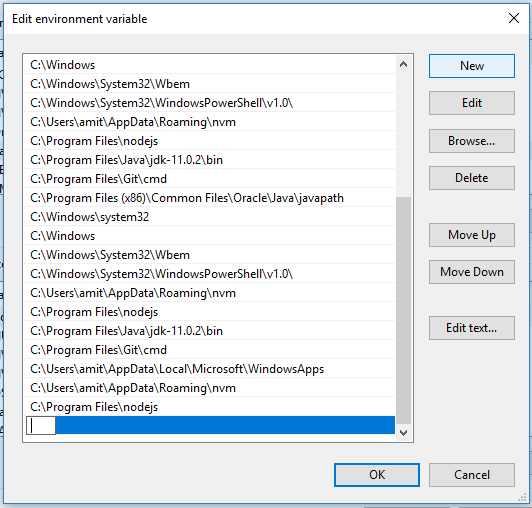 Edit environment variable
C:\Windows
C:\Windows\System32\Wbem
C:\Windows\System32\WindowsPowerShell\v1.0\
C:\Users\amit\AppData\Roaming\nvm
C:\Program Files\nodejs
C:\Program Files\Java\jdk-11.0.2\bin
C:\Program Files\Git\cmd
C:\Program Files (x86)\Common Files\Oracle\Java\javapath
C:\Windows\system32
C:\Windows
C:\Windows\System32\Wbem
C:\Windows\System32\WindowsPowerShell\v1.0\
C:\Users\amit\AppData\Roaming\nvm
C:\Program Files\nodejs
C:\Program Files\Java\jdk-11.0.2\bin
C:\Program Files\Git\cmd
C:\Users\amit\AppData\Local\Microsoft\WindowsApps
C:\Users\amit\AppData\Roaming\nvm
C:\Program Files\nodejs
New
Edit
Browse...
Delete
Move Up
Move Down
Edit text...
OK
Cancel